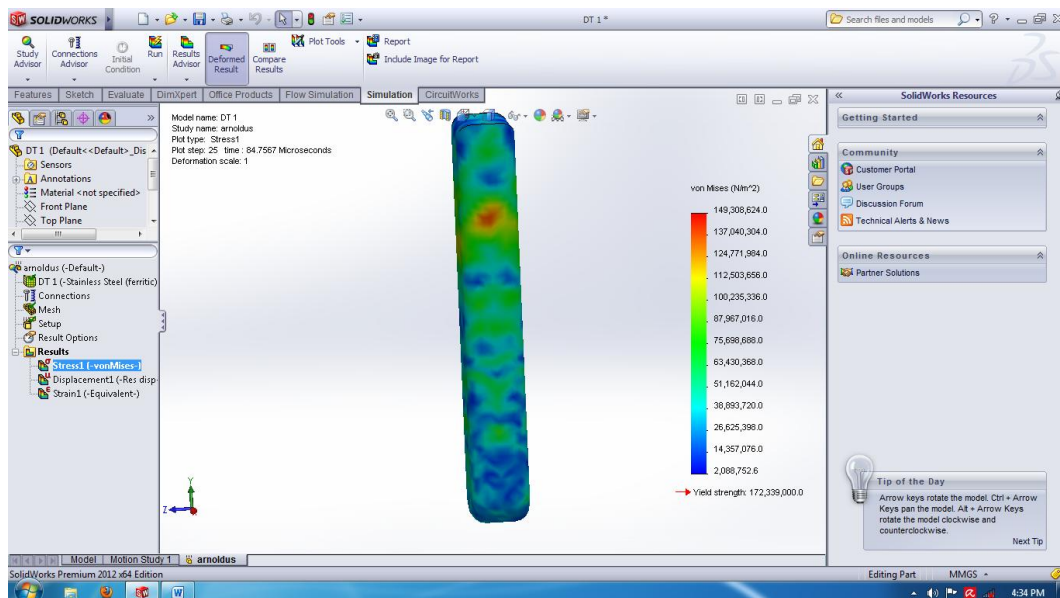 SOLIDWORKS
DT 1 *
Search files and models
Study Advisor
Connections Advisor
Initial Condition
Run
Results Advisor
Deformed Result
Compare Results
Plot Tools
Report
Include Image for Report
Features Sketch Evaluate DimXpert Office Products Flow Simulation Simulation CircuitWorks
DT 1 (Default<<Default>_Dis
Sensors
Annotations
Material <not specified>
Front Plane
Top Plane
arnoldus (-Default-)
DT 1 (-Stainless Steel (ferritic)
Connections
Mesh
Setup
Result Options
Results
Stress1 (-vonMises-)
Displacement1 (-Res disp-
Strain1 (-Equivalent-)
Model name: DT 1
Study name: arnoldus
Plot type: Stress1
Plot step: 25 time : 84.7567 Microseconds
Deformation scale: 1
von Mises (N/m^2)
149,308,624.0
137,040,304.0
124,771,984.0
112,503,656.0
100,235,336.0
87,967,016.0
75,698,688.0
63,430,368.0
51,162,044.0
38,893,720.0
26,625,398.0
14,357,076.0
2,088,752.6
Yield strength: 172,339,000.0
Y
Z
SolidWorks Resources
Getting Started
Community
Customer Portal
User Groups
Discussion Forum
Technical Alerts & News
Online Resources
Partner Solutions
Tip of the Day
Arrow keys rotate the model. Ctrl + Arrow
Keys pan the model. Alt + Arrow Keys
rotate the model clockwise and
counterclockwise.
Next Tip
Model Motion Study 1 arnoldus
SolidWorks Premium 2012 x64 Edition
Editing Part MMGS
4:34 PM